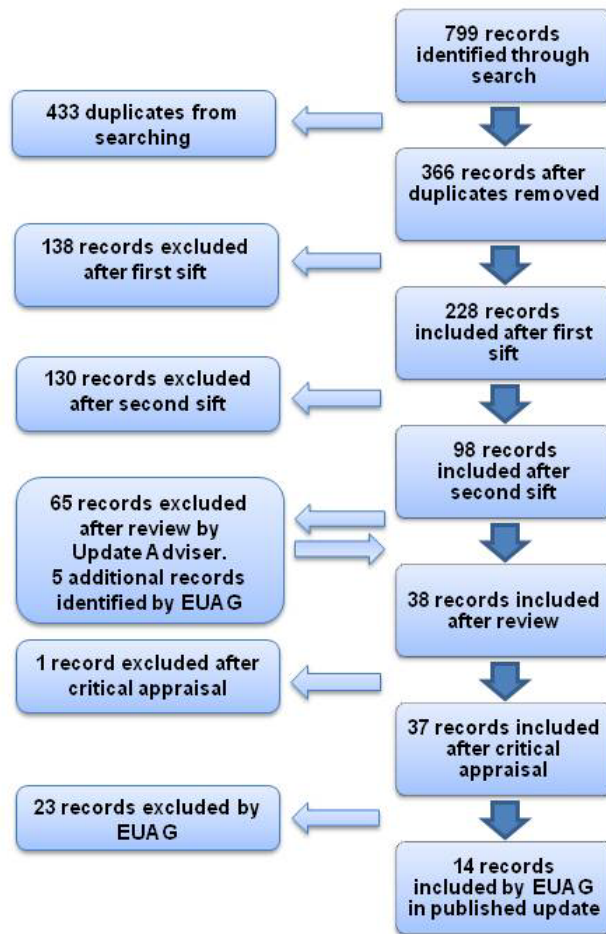 799 records
identified through
search
433 duplicates from
searching
366 records after
duplicates removed
138 records excluded
after first sift
228 records
included after first
sift
130 records excluded
after second sift
98 records
included after
second sift
65 records excluded
after review by
Update Adviser.
5 additional records
identified by EUAG
38 records included
after review
1 record excluded after
critical appraisal
37 records included
after critical
appraisal
23 records excluded by
EUAG
14 records
included by EUAG
in published update